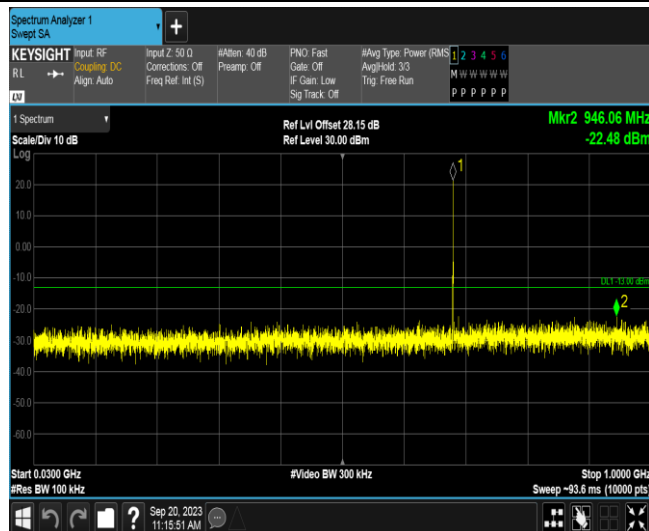 Spectrum Analyzer 1
Swept SA
KEYSIGHT
RL
LXI
Input: RF
Coupling: DC
Align: Auto
Input Z: 50 Ω
Corrections: Off
Freq Ref: Int (S)
#Atten: 40 dB
Preamp: Off
PNO: Fast
Gate: Off
IF Gain: Low
Sig Track: Off
#Avg Type: Power (RMS
Avg|Hold: 3/3
Trig: Free Run
1 2 3 4 5 6
M W W W W W
P P P P P P
1 Spectrum
Scale/Div 10 dB
Ref Lvl Offset 28.15 dB
Ref Level 30.00 dBm
Mkr2 946.06 MHz
-22.48 dBm
Log
1
20.0
10.0
0.00
-10.0
DL1 -13.00 dBm
2
-20.0
-30.0
-40.0
-50.0
-60.0
Start 0.0300 GHz
#Res BW 100 kHz
#Video BW 300 kHz
Stop 1.0000 GHz
Sweep ~93.6 ms (10000 pts)
?
Sep 20, 2023
11:15:51 AM